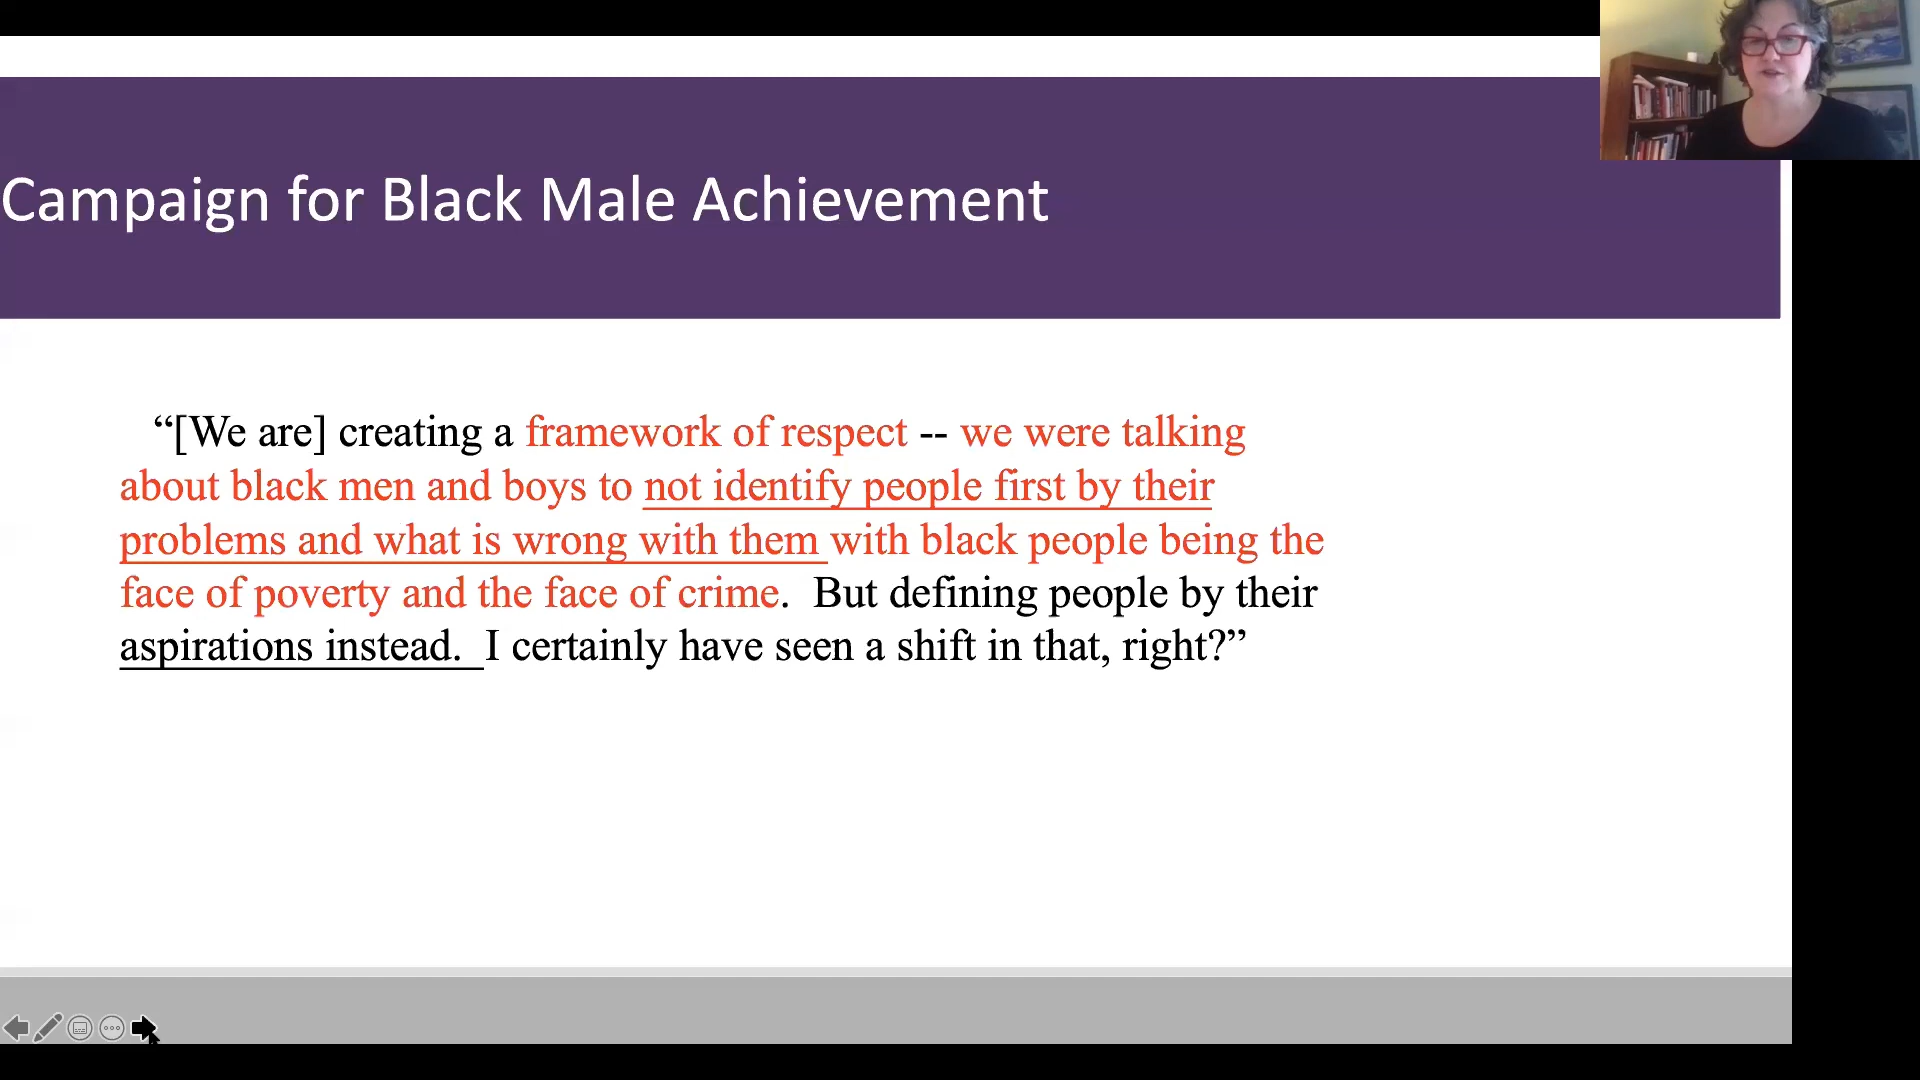 Campaign for Black Male Achievement
“[We are] creating a framework of respect -- we were talking
about black men and boys to not identify people first by their
problems and what is wrong with them with black people being the
face of poverty and the face of crime.  But defining people by their
aspirations instead.  I certainly have seen a shift in that, right?”